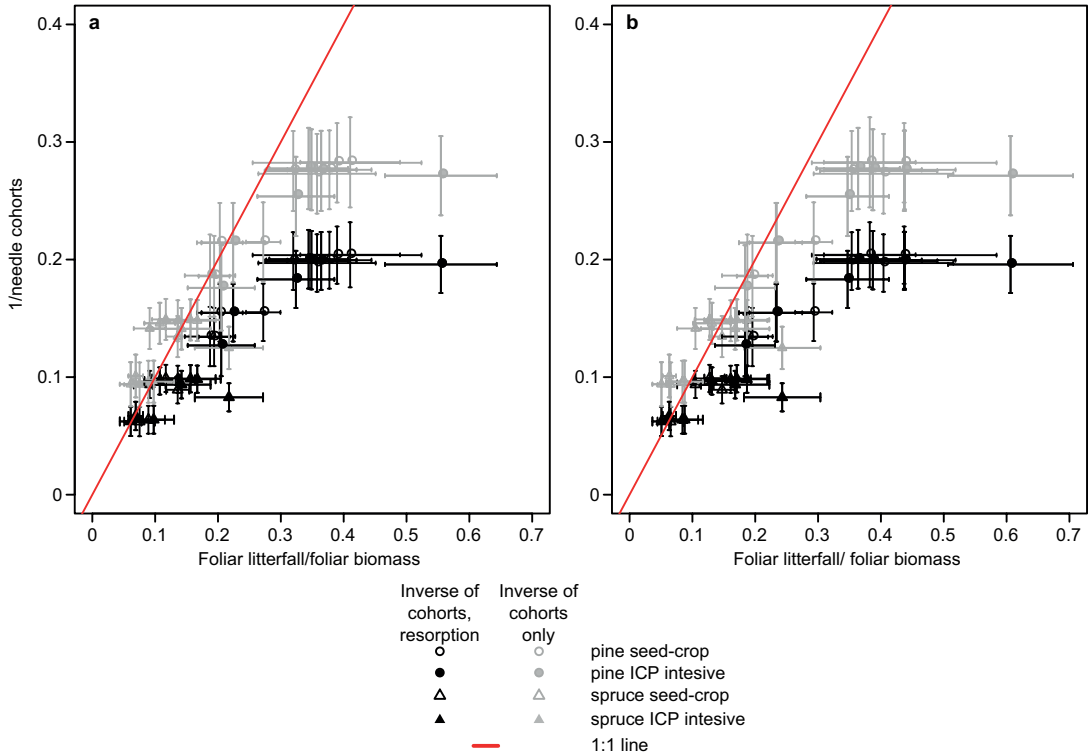 a
b
0.4
0.3
0.2
0.1
0
1/needle cohorts
0 0.1 0.2 0.3 0.4 0.5 0.6 0.7
Foliar litterfall/foliar biomass
0.4
0.3
0.2
0.1
0
0 0.1 0.2 0.3 0.4 0.5 0.6 0.7
Foliar litterfall/ foliar biomass
Inverse of
cohorts,
resorption
Inverse of
cohorts
only
pine seed-crop
pine ICP intesive
spruce seed-crop
spruce ICP intesive
1:1 line